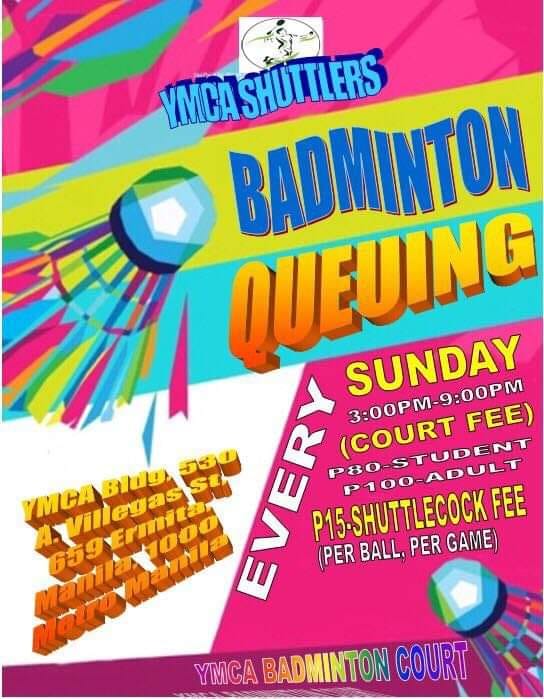 YMCA SHUTTLERS
BADMINTON
QUEUING
EVERY
SUNDAY
3:00PM-9:00PM
(COURT FEE)
P80-STUDENT
P100-ADULT
P15-SHUTTLECOCK FEE
(PER BALL, PER GAME)
YMCA Bldg. 530
A. Villegas St.
659 Ermita,
Manila, 1000
Metro Manila
YMCA BADMINTON COURT